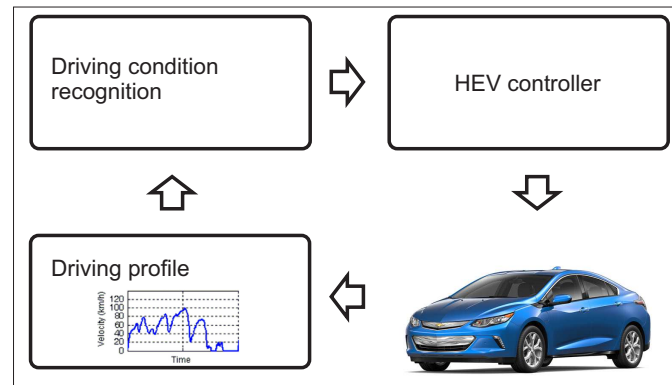 Driving condition
recognition
HEV controller
Driving profile
Velocity (km/h)
120
100
80
60
40
20
0
Time